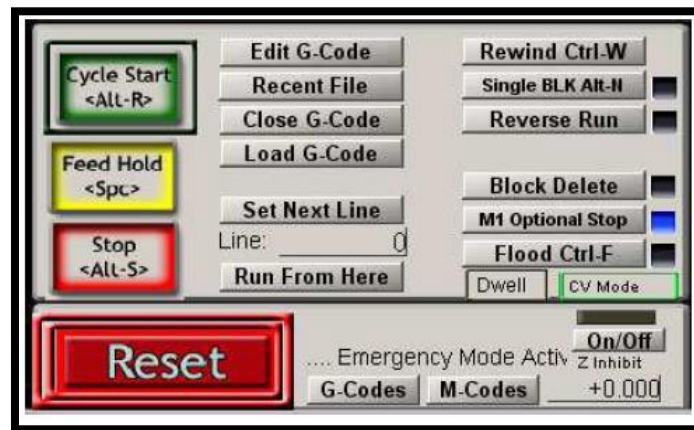 Cycle Start
<Alt-R>
Feed Hold
<Spc>
Stop
<Alt-S>
Edit G-Code
Recent File
Close G-Code
Load G-Code
Set Next Line
Line: 0
Run From Here
Rewind Ctrl-W
Single BLK Alt-N
Reverse Run
Block Delete
M1 Optional Stop
Flood Ctrl-F
Dwell CV Mode
Reset
.... Emergency Mode Activ
On/Off
Z Inhibit
G-Codes M-Codes +0.000